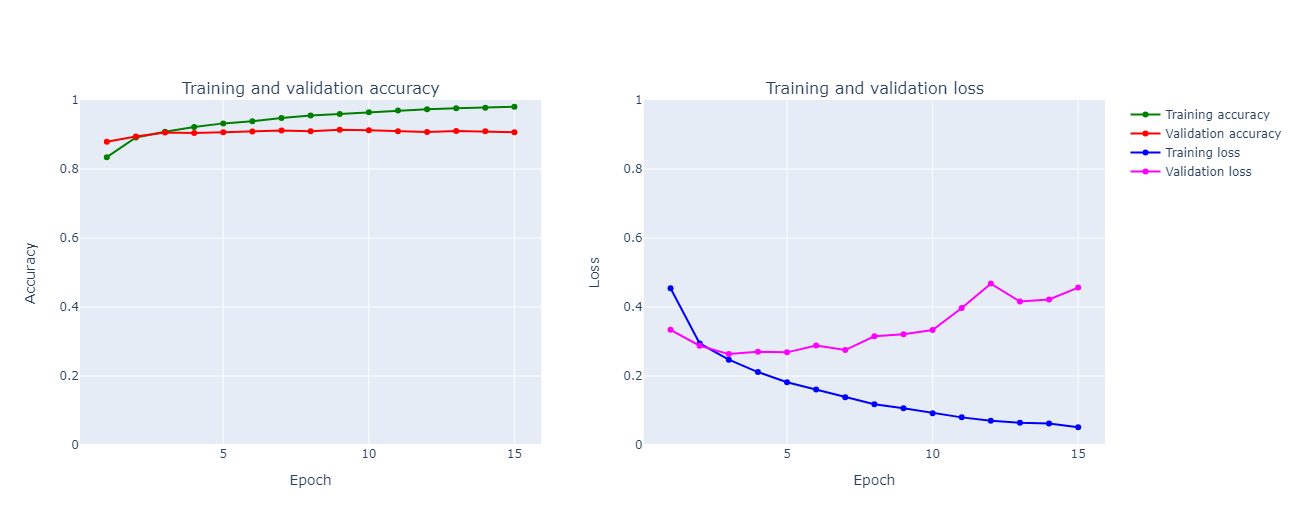 Training and validation accuracy
1
0.8
0.6
0.4
0.2
0
5
10
15
Epoch
Accuracy
Training and validation loss
1
0.8
0.6
0.4
0.2
0
5
10
15
Epoch
Loss
Training accuracy
Validation accuracy
Training loss
Validation loss